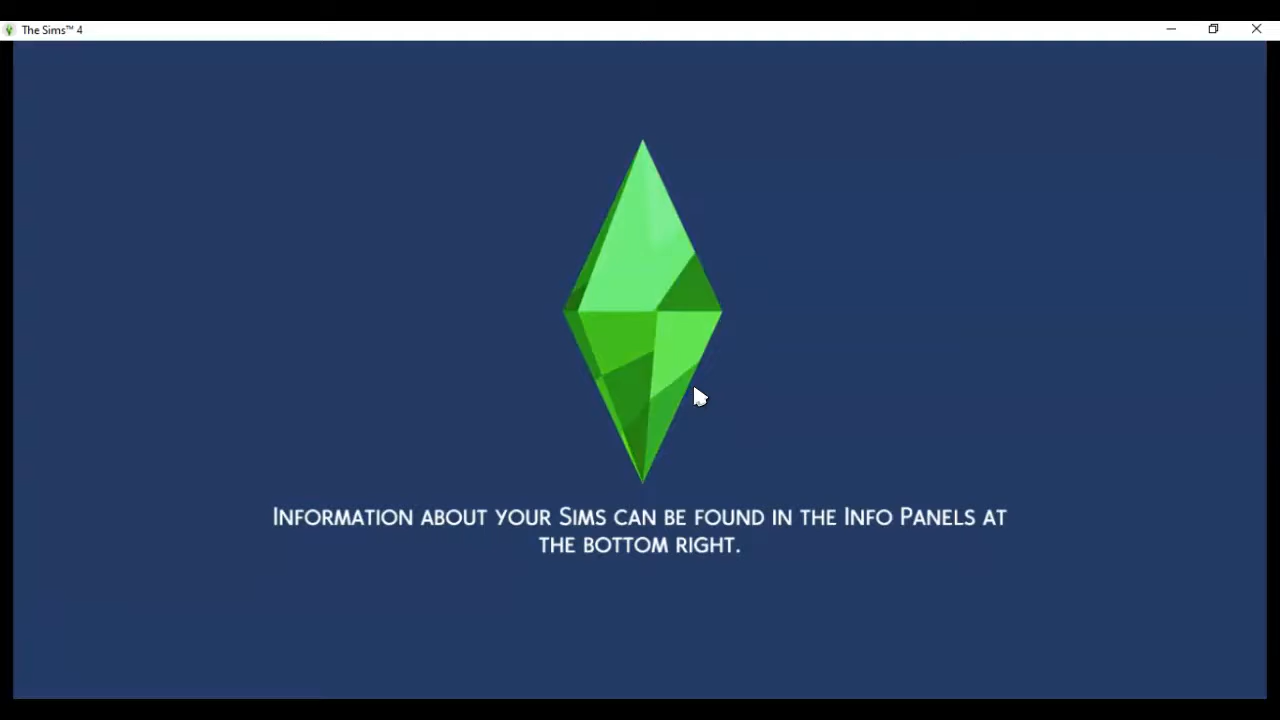 The Sims™ 4
Information about your Sims can be found in the Info Panels at
the bottom right.